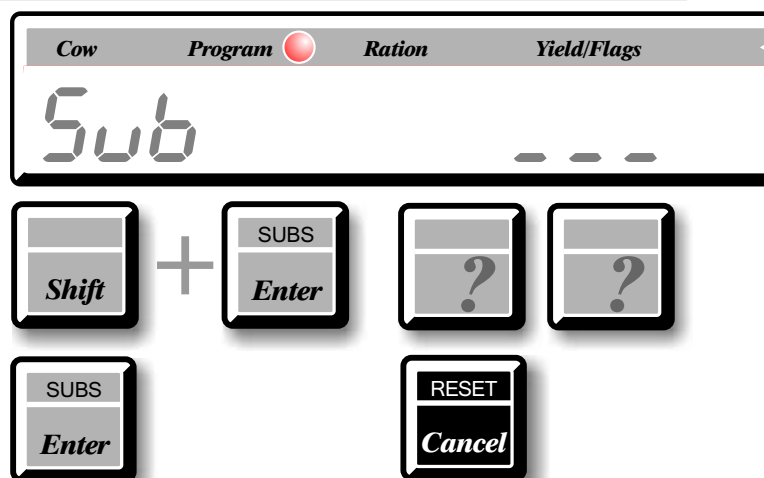 Cow Program Ration Yield/Flags
Sub _ _ _
Shift + SUBS Enter ? ?
SUBS Enter RESET Cancel